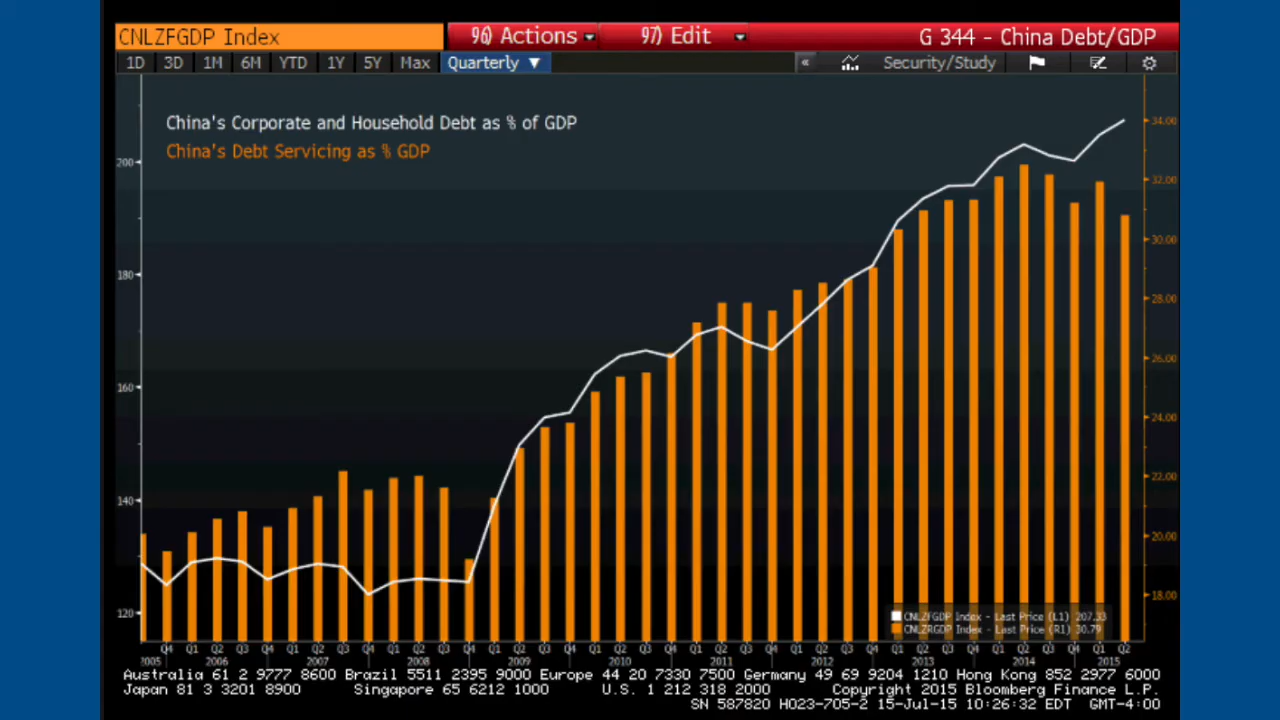 CNLZFGDP Index 96) Actions 97) Edit G 344 - China Debt/GDP
1D 3D 1M 6M YTD 1Y 5Y Max Quarterly ▼ « Security/Study
China's Corporate and Household Debt as % of GDP
China's Debt Servicing as % GDP
34.00
200
32.00
30.00
180
28.00
26.00
160
24.00
22.00
140
20.00
18.00
120
CNLZFGDP Index - Last Price (L1) 207.33
CNLZRGDP Index - Last Price (R1) 30.79
Q4 Q1 Q2 Q3 Q4 Q1 Q2 Q3 Q4 Q1 Q2 Q3 Q4 Q1 Q2 Q3 Q4 Q1 Q2 Q3 Q4 Q1 Q2 Q3 Q4 Q1 Q2 Q3 Q4 Q1 Q2 Q3 Q4 Q1 Q2 Q3 Q4 Q1 Q2
2005 2006 2007 2008 2009 2010 2011 2012 2013 2014 2015
Australia 61 2 9777 8600 Brazil 5511 2395 9000 Europe 44 20 7330 7500 Germany 49 69 9204 1210 Hong Kong 852 2977 6000
Japan 81 3 3201 8900 Singapore 65 6212 1000 U.S. 1 212 318 2000 Copyright 2015 Bloomberg Finance L.P.
SN 587820 H023-705-2 15-Jul-15 10:26:32 EDT GMT-4:00